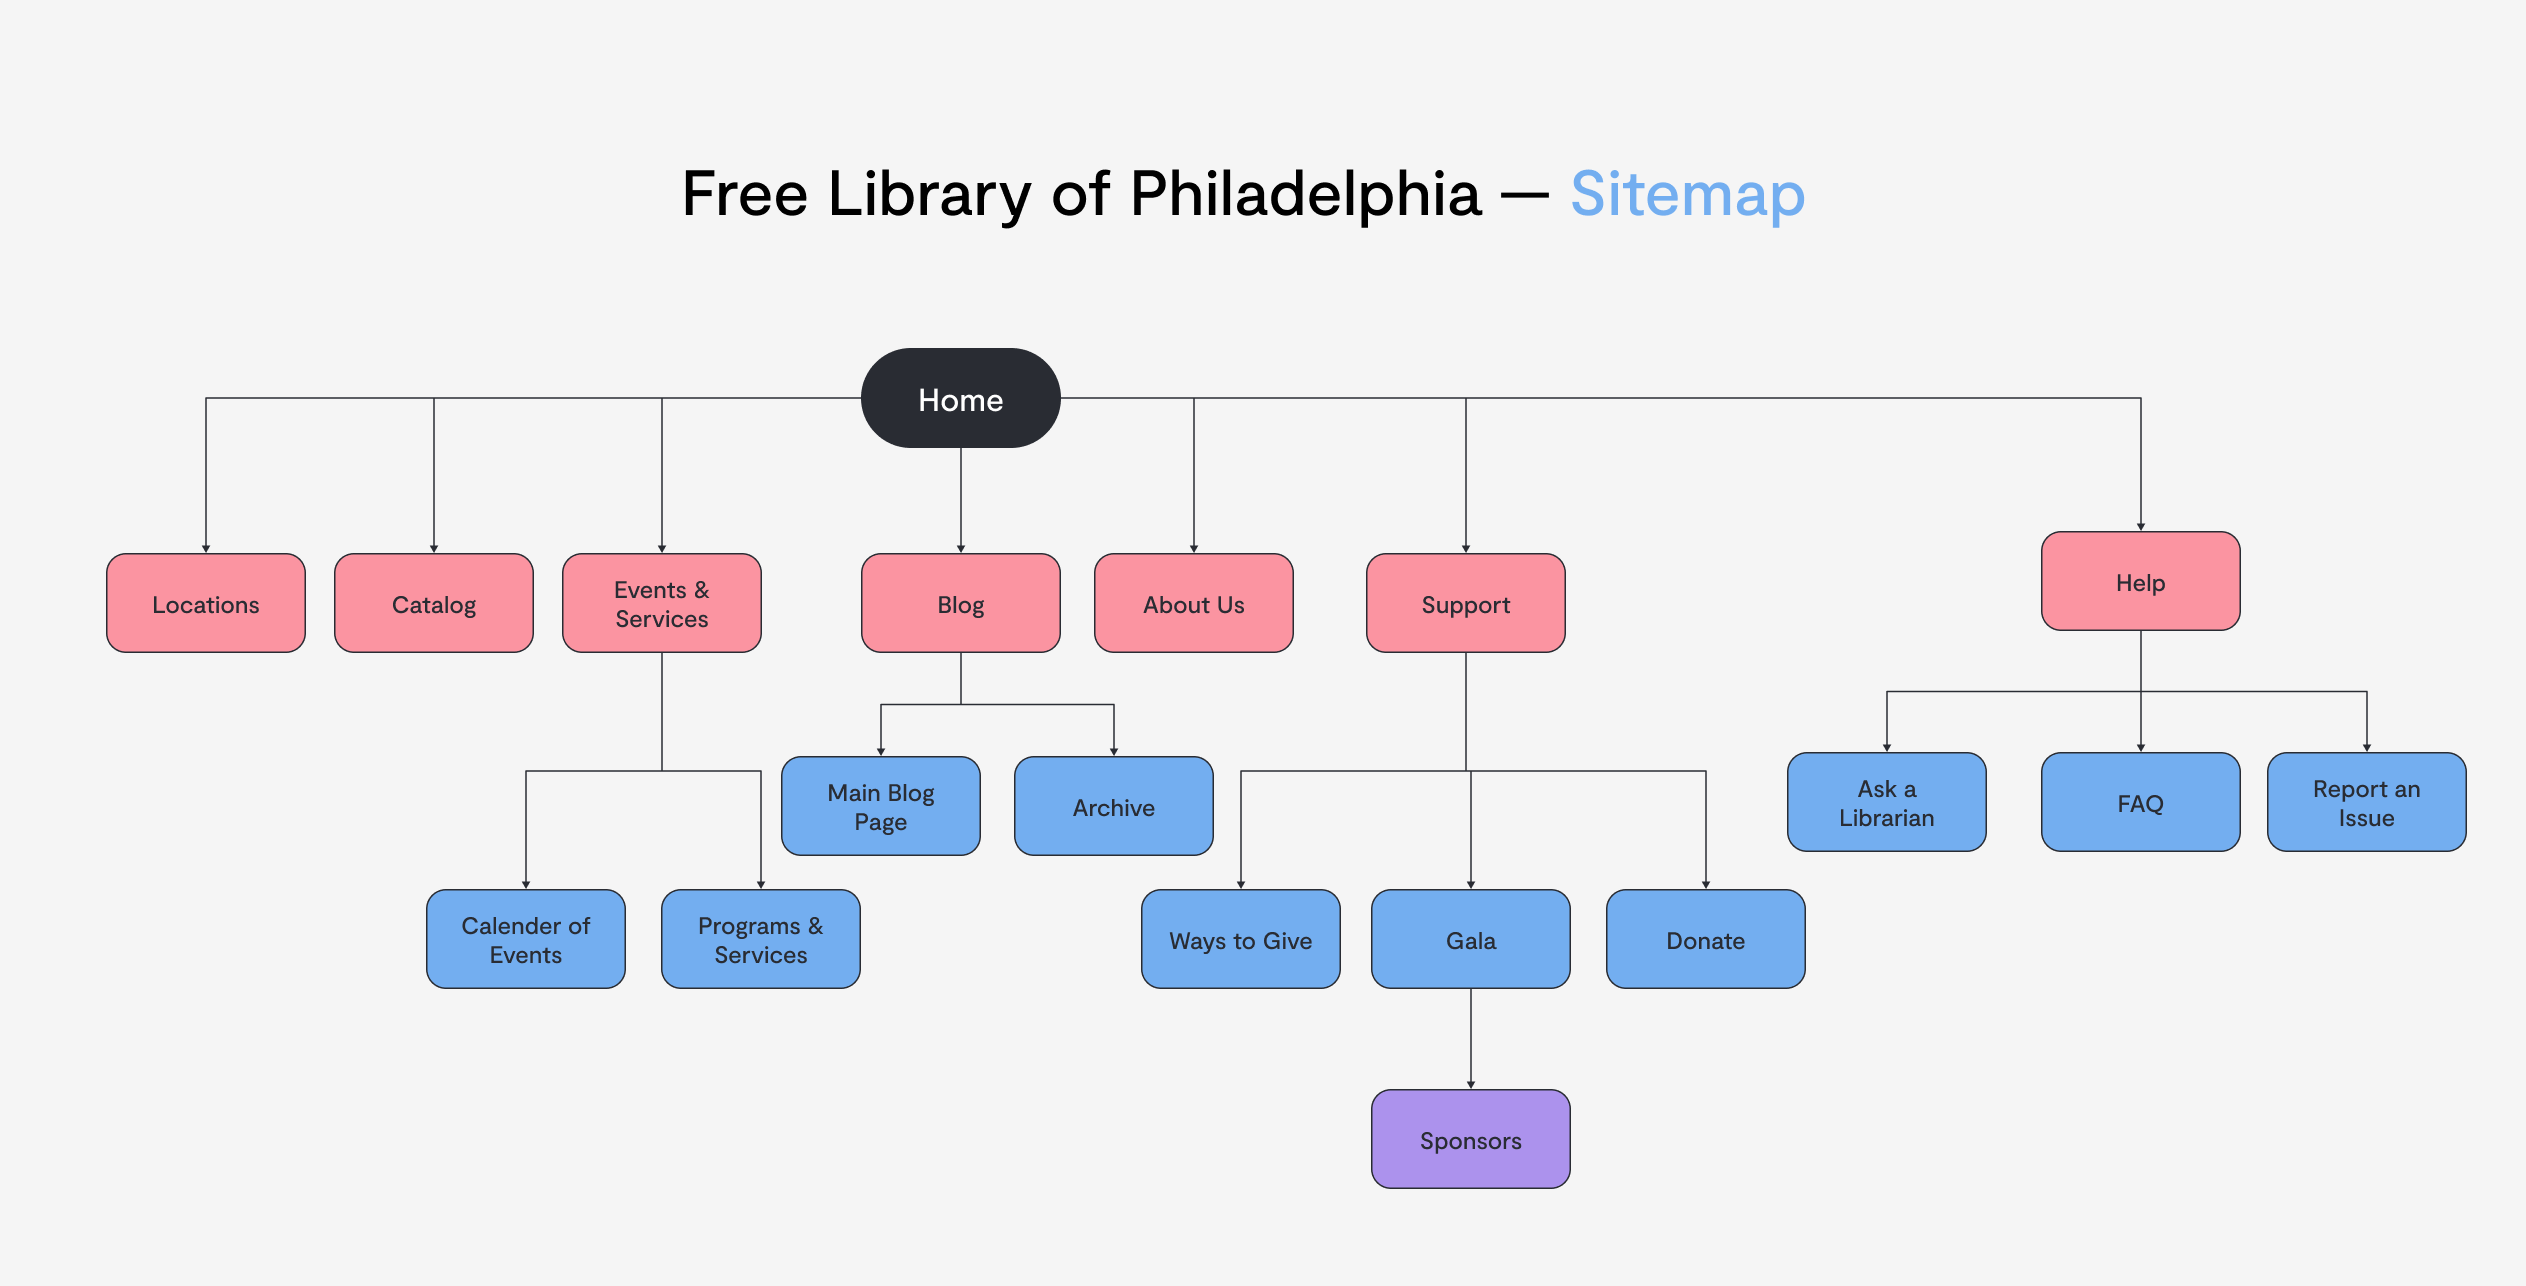 Free Library of Philadelphia — Sitemap
Home
Locations
Catalog
Events &
Services
Blog
About Us
Support
Help
Main Blog
Page
Archive
Ask a
Librarian
FAQ
Report an
Issue
Calender of
Events
Programs &
Services
Ways to Give
Gala
Donate
Sponsors